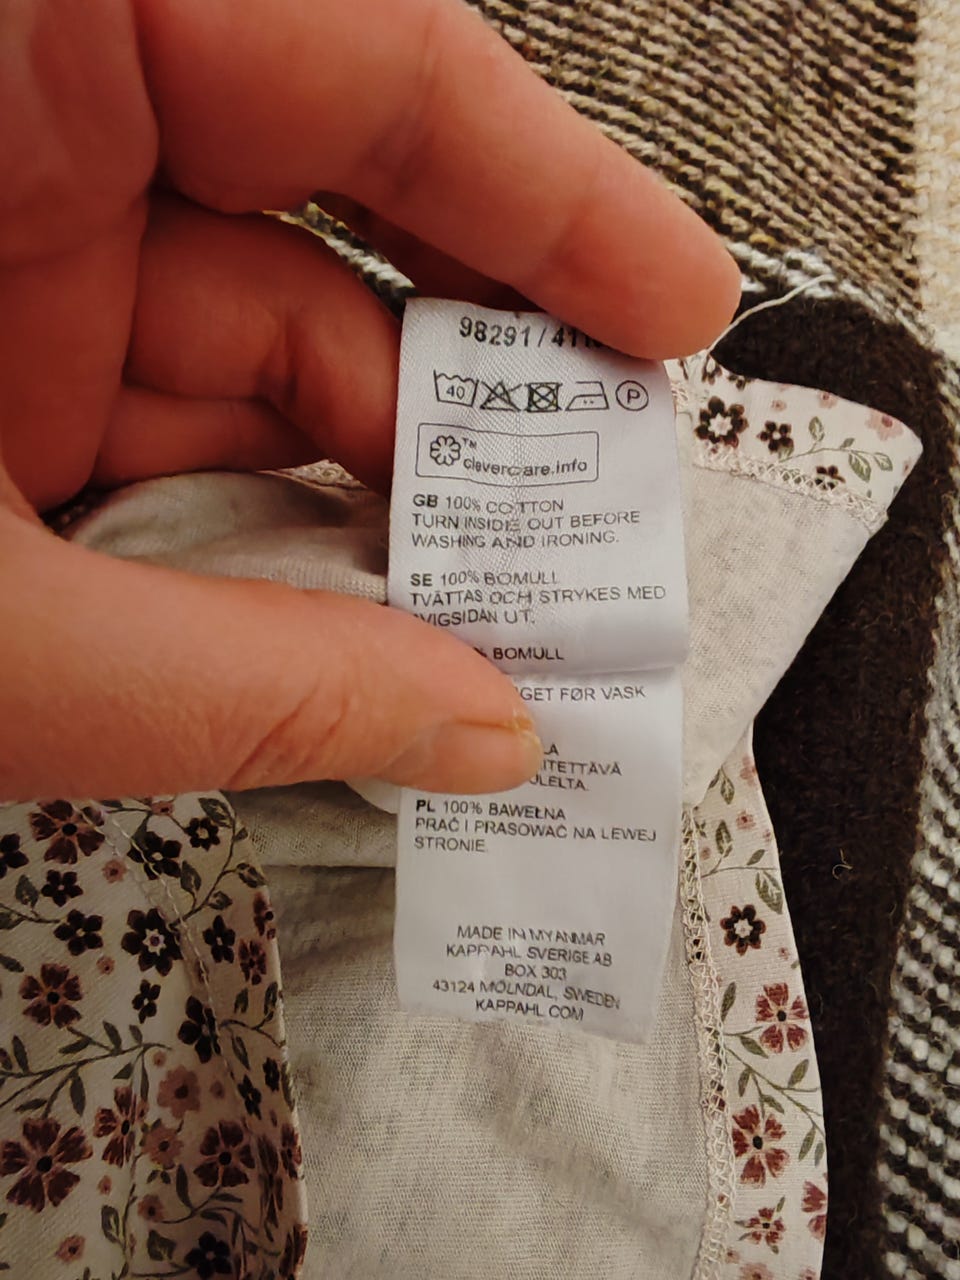 98291/411
40
P
TM
clevercare.info
GB 100% COTTON
TURN INSIDE OUT BEFORE
WASHING AND IRONING.
SE 100% BOMULL
TVÄTTAS OCH STRYKES MED
AVIGSIDAN UT.
% BOMULL
FØR VASK
PL 100% BAWEŁNA
PRAĆ I PRASOWAĆ NA LEWEJ
STRONIE.
MADE IN MYANMAR
KAPPAHL SVERIGE AB
BOX 303
43124 MÖLNDAL, SWEDEN
KAPPAHL.COM